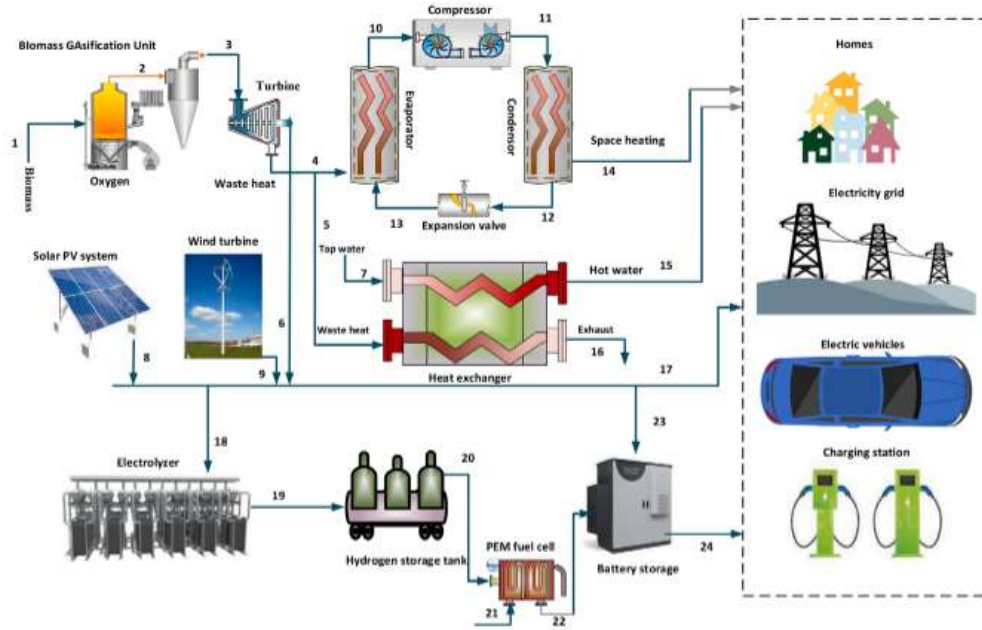 Compressor
10
11
Biomass GAsification Unit
3
Homes
2
Turbine
Evaporator
Condensor
1
Biomass
Oxygen
4
Space heating
14
Waste heat
13
12
Expansion valve
Electricity grid
5
Tap water
7
Hot water
15
Wind turbine
Solar PV system
6
Waste heat
Exhaust
16
8
9
Heat exchanger
17
Electric vehicles
18
23
Charging station
Electrolyzer
20
19
Hydrogen storage tank
PEM fuel cell
Battery storage
24
21
22